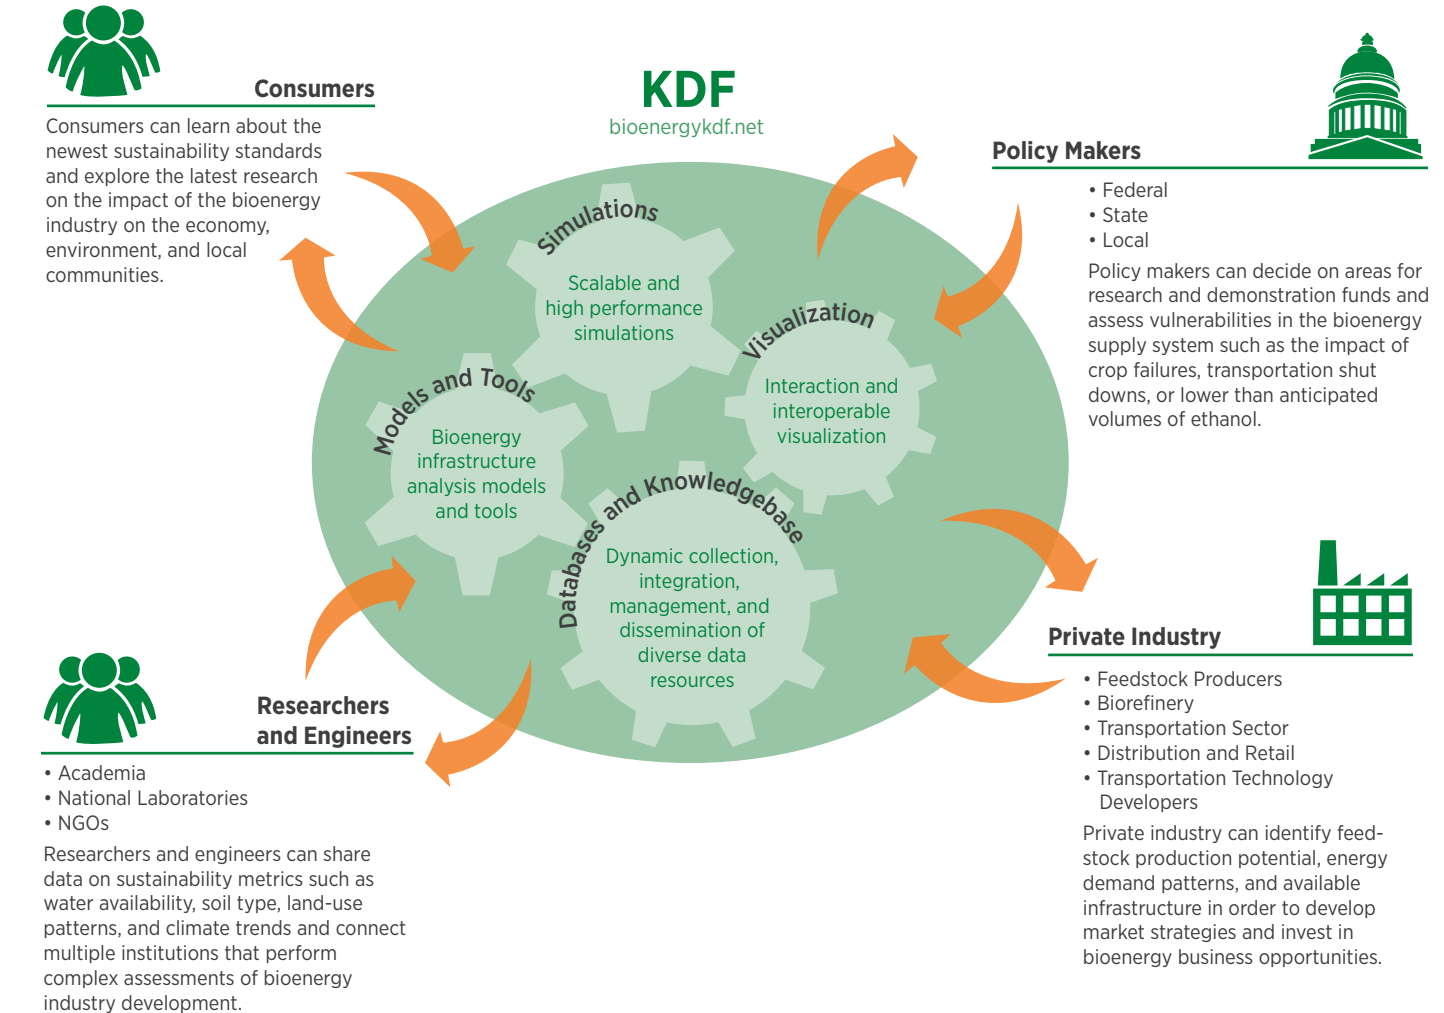 KDF
bioenergykdf.net
Consumers
Consumers can learn about the
newest sustainability standards
and explore the latest research
on the impact of the bioenergy
industry on the economy,
environment, and local
communities.
Policy Makers
• Federal
• State
• Local
Policy makers can decide on areas for
research and demonstration funds and
assess vulnerabilities in the bioenergy
supply system such as the impact of
crop failures, transportation shut
downs, or lower than anticipated
volumes of ethanol.
Simulations
Scalable and
high performance
simulations
Visualization
Interaction and
interoperable
visualization
Models and Tools
Bioenergy
infrastructure
analysis models
and tools
Databases and Knowledgebase
Dynamic collection,
integration,
management, and
dissemination of
diverse data
resources
Researchers
and Engineers
• Academia
• National Laboratories
• NGOs
Researchers and engineers can share
data on sustainability metrics such as
water availability, soil type, land-use
patterns, and climate trends and connect
multiple institutions that perform
complex assessments of bioenergy
industry development.
Private Industry
• Feedstock Producers
• Biorefinery
• Transportation Sector
• Distribution and Retail
• Transportation Technology
Developers
Private industry can identify feed-
stock production potential, energy
demand patterns, and available
infrastructure in order to develop
market strategies and invest in
bioenergy business opportunities.